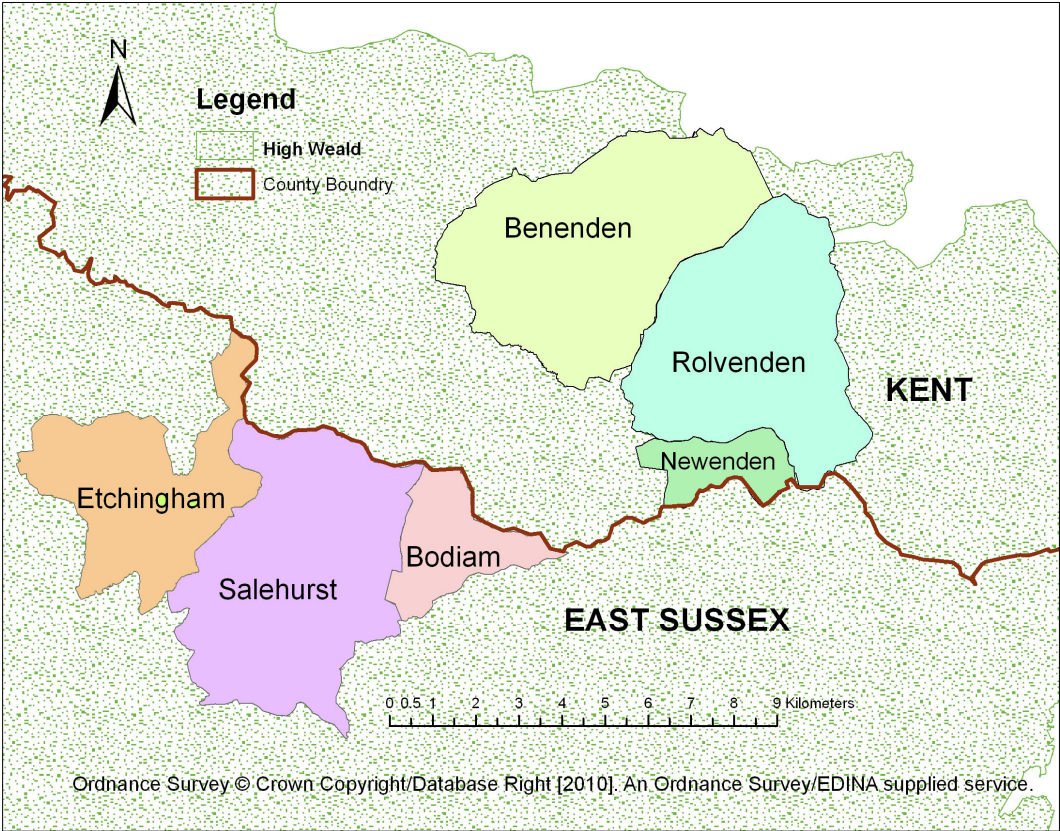 N
Legend
High Weald
County Boundry
Benenden
Rolvenden
KENT
Newenden
Etchingham
Bodiam
Salehurst
EAST SUSSEX
0 0.5 1 2 3 4 5 6 7 8 9 Kilometers
Ordnance Survey © Crown Copyright/Database Right [2010]. An Ordnance Survey/EDINA supplied service.